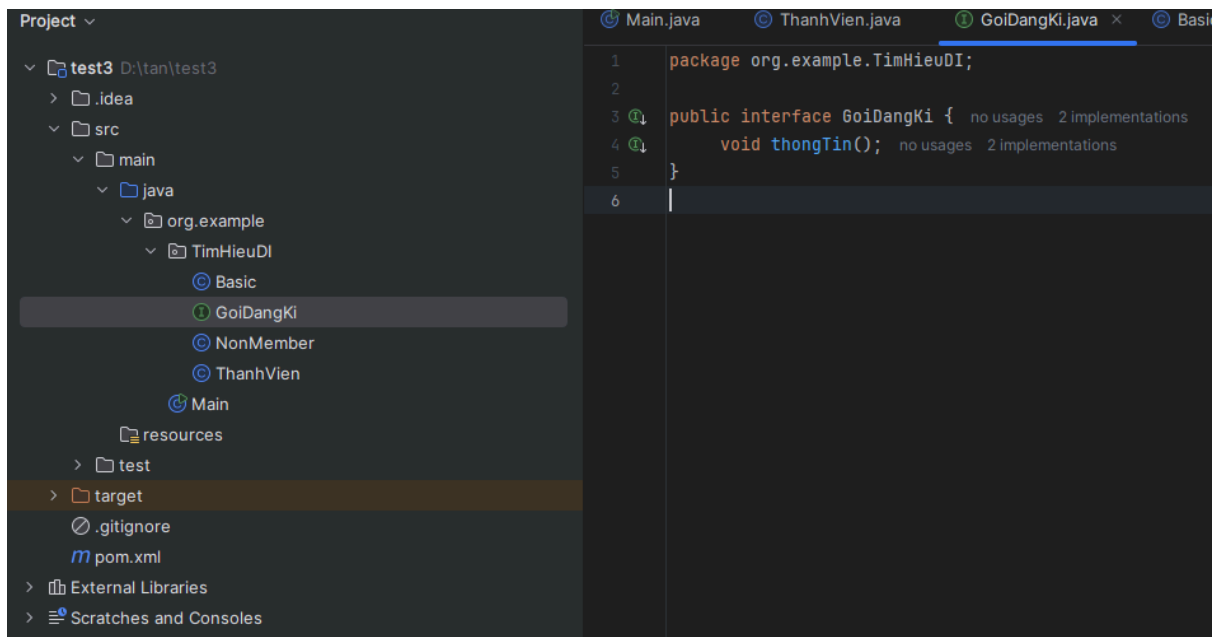 Project
test3 D:\tan\test3
.idea
src
main
java
org.example
TimHieuDI
Basic
GoiDangKi
NonMember
ThanhVien
Main
resources
test
target
.gitignore
pom.xml
External Libraries
Scratches and Consoles
Main.java ThanhVien.java GoiDangKi.java Basi
1 package org.example.TimHieuDI;
2
3 public interface GoiDangKi { no usages 2 implementations
4 void thongTin(); no usages 2 implementations
5 }
6